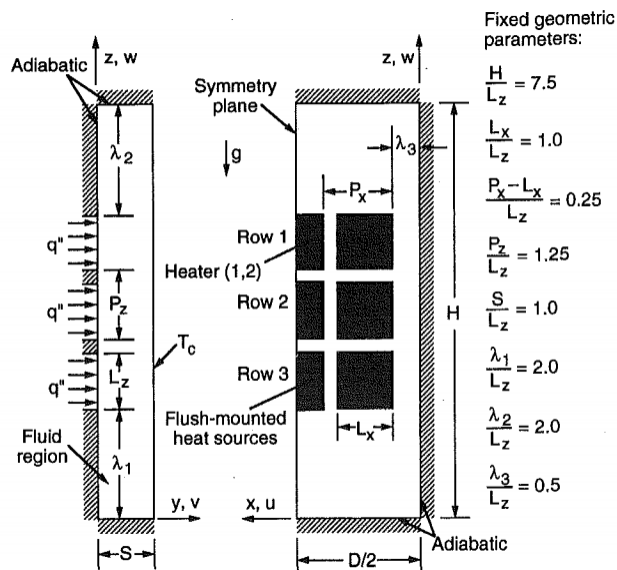 z, w
Adiabatic
λ2
q"
q"
Pz
q"
Lz
Tc
Fluid
region
λ1
y, v
S
z, w
Symmetry
plane
g
λ3
Px
Row 1
Heater (1,2)
Row 2
Row 3
Flush-mounted
heat sources
Lx
H
x, u
D/2
Adiabatic
Fixed geometric
parameters:
H/Lz = 7.5
Lx/Lz = 1.0
Px – Lx/Lz = 0.25
Pz/Lz = 1.25
S/Lz = 1.0
λ1/Lz = 2.0
λ2/Lz = 2.0
λ3/Lz = 0.5